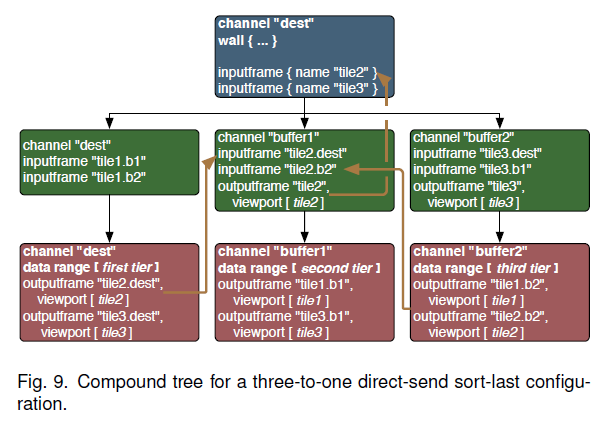 channel "dest"
wall { ... }
inputframe { name "tile2" }
inputframe { name "tile3" }
channel "dest"
inputframe "tile1.b1"
inputframe "tile1.b2"
channel "buffer1"
inputframe "tile2.dest"
inputframe "tile2.b2"
outputframe "tile2",
viewport [ tile2 ]
channel "buffer2"
inputframe "tile3.dest"
inputframe "tile3.b1"
outputframe "tile3",
viewport [ tile3 ]
channel "dest"
data range [ first tier ]
outputframe "tile2.dest",
viewport [ tile2 ]
outputframe "tile3.dest",
viewport [ tile3 ]
channel "buffer1"
data range [ second tier ]
outputframe "tile1.b1",
viewport [ tile1 ]
outputframe "tile3.b1",
viewport [ tile3 ]
channel "buffer2"
data range [ third tier ]
outputframe "tile1.b2",
viewport [ tile1 ]
outputframe "tile2.b2",
viewport [ tile2 ]
Fig. 9. Compound tree for a three-to-one direct-send sort-last configu-
ration.